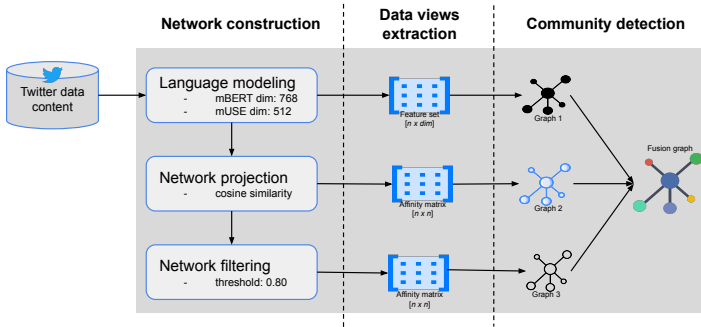 Network construction
Data views
extraction
Community detection
Twitter data
content
Language modeling
- mBERT dim: 768
- mUSE dim: 512
Feature set
[n x dim]
Graph 1
Network projection
- cosine similarity
Affinity matrix
[n x n]
Graph 2
Fusion graph
Network filtering
- threshold: 0.80
Affinity matrix
[n x n]
Graph 3